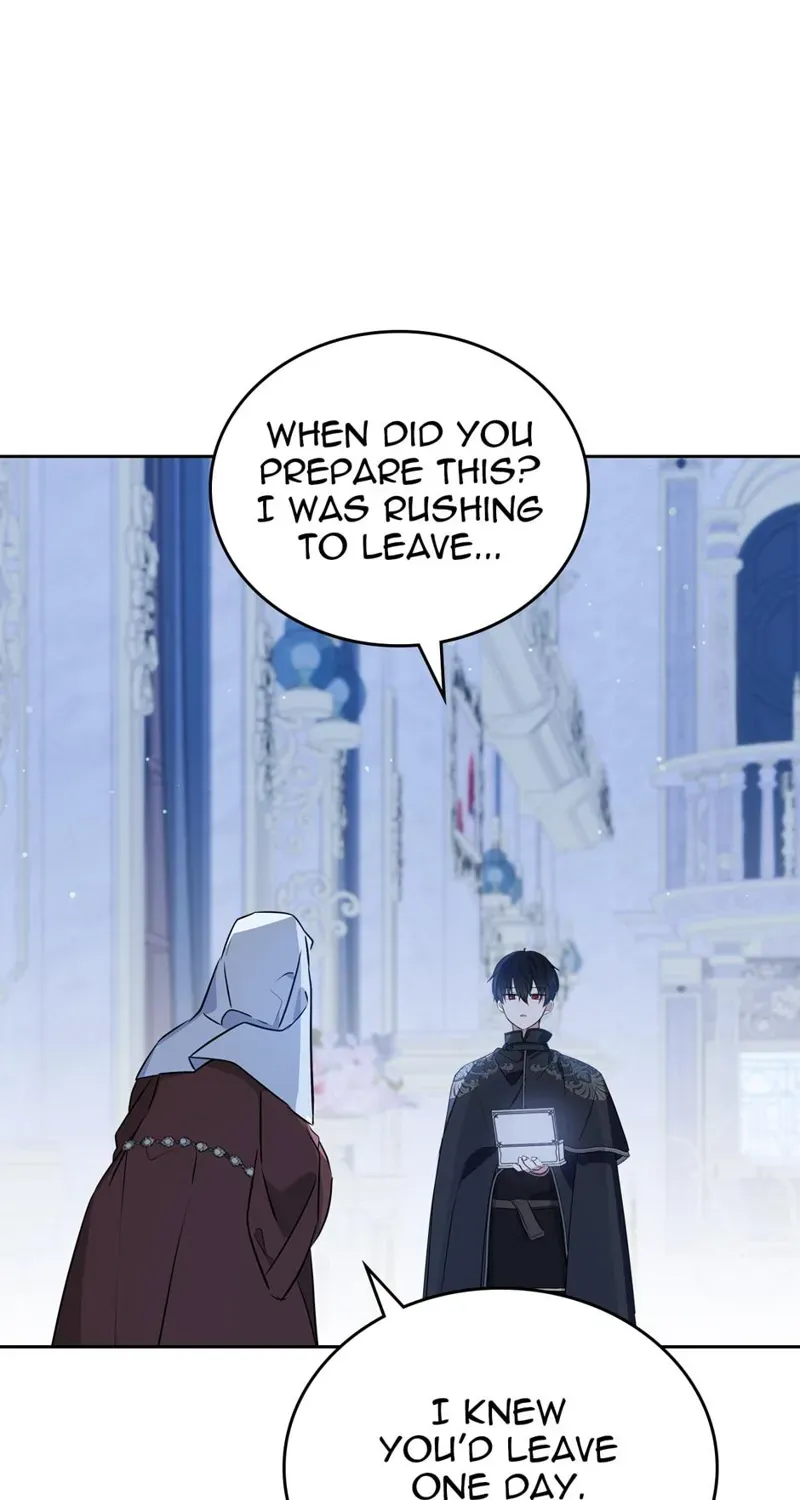 WHEN DID YOU
PREPARE THIS?
I WAS RUSHING
TO LEAVE...
I KNEW
YOU'D LEAVE
ONE DAY.